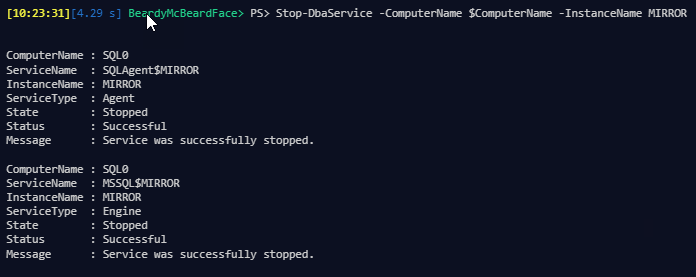 [10:23:31][4.29 s] BeardyMcBeardFace> PS> Stop-DbaService -ComputerName $ComputerName -InstanceName MIRROR
ComputerName : SQL0
ServiceName  : SQLAgent$MIRROR
InstanceName : MIRROR
ServiceType  : Agent
State        : Stopped
Status       : Successful
Message      : Service was successfully stopped.
ComputerName : SQL0
ServiceName  : MSSQL$MIRROR
InstanceName : MIRROR
ServiceType  : Engine
State        : Stopped
Status       : Successful
Message      : Service was successfully stopped.